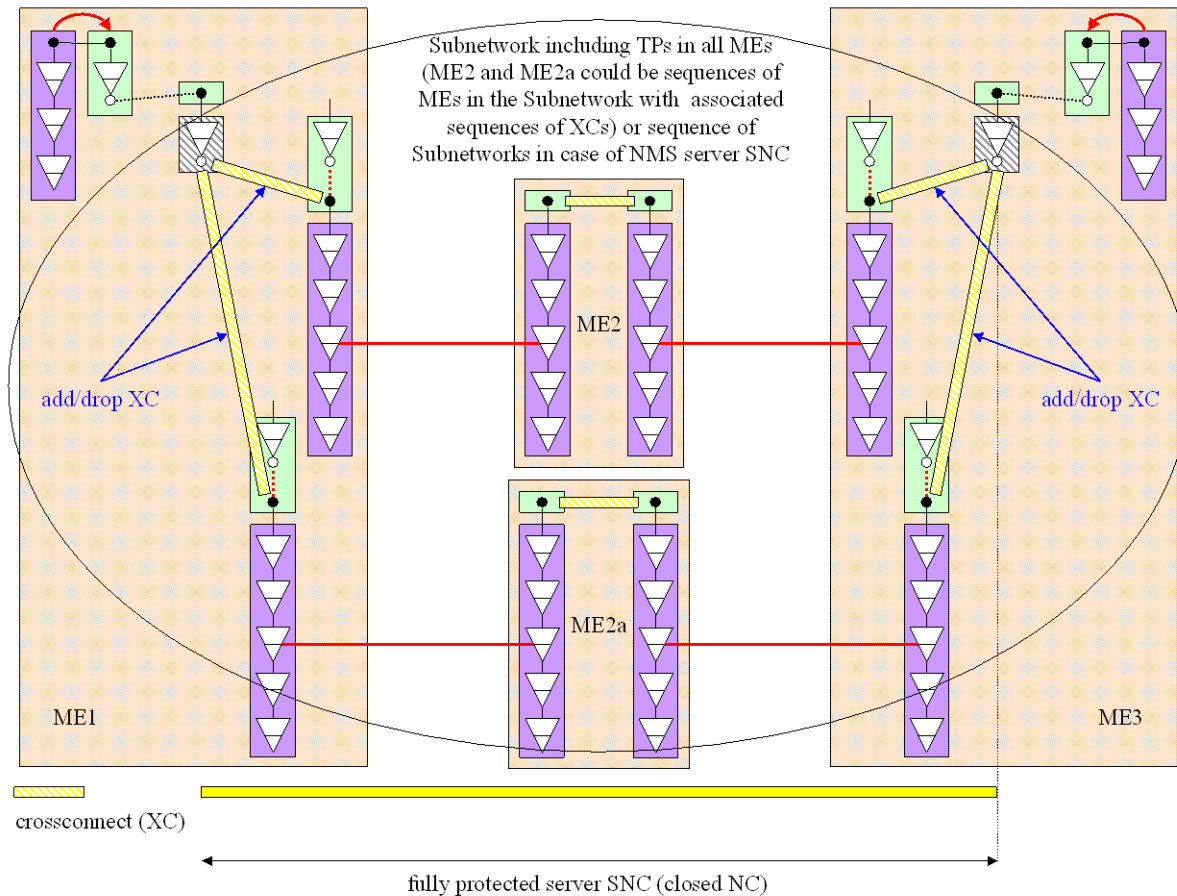 Subnetwork including TPs in all MEs
(ME2 and ME2a could be sequences of
MEs in the Subnetwork with associated
sequences of XCs) or sequence of
Subnetworks in case of NMS server SNC
ME2
add/drop XC
add/drop XC
ME2a
ME1
ME3
crossconnect (XC)
fully protected server SNC (closed NC)